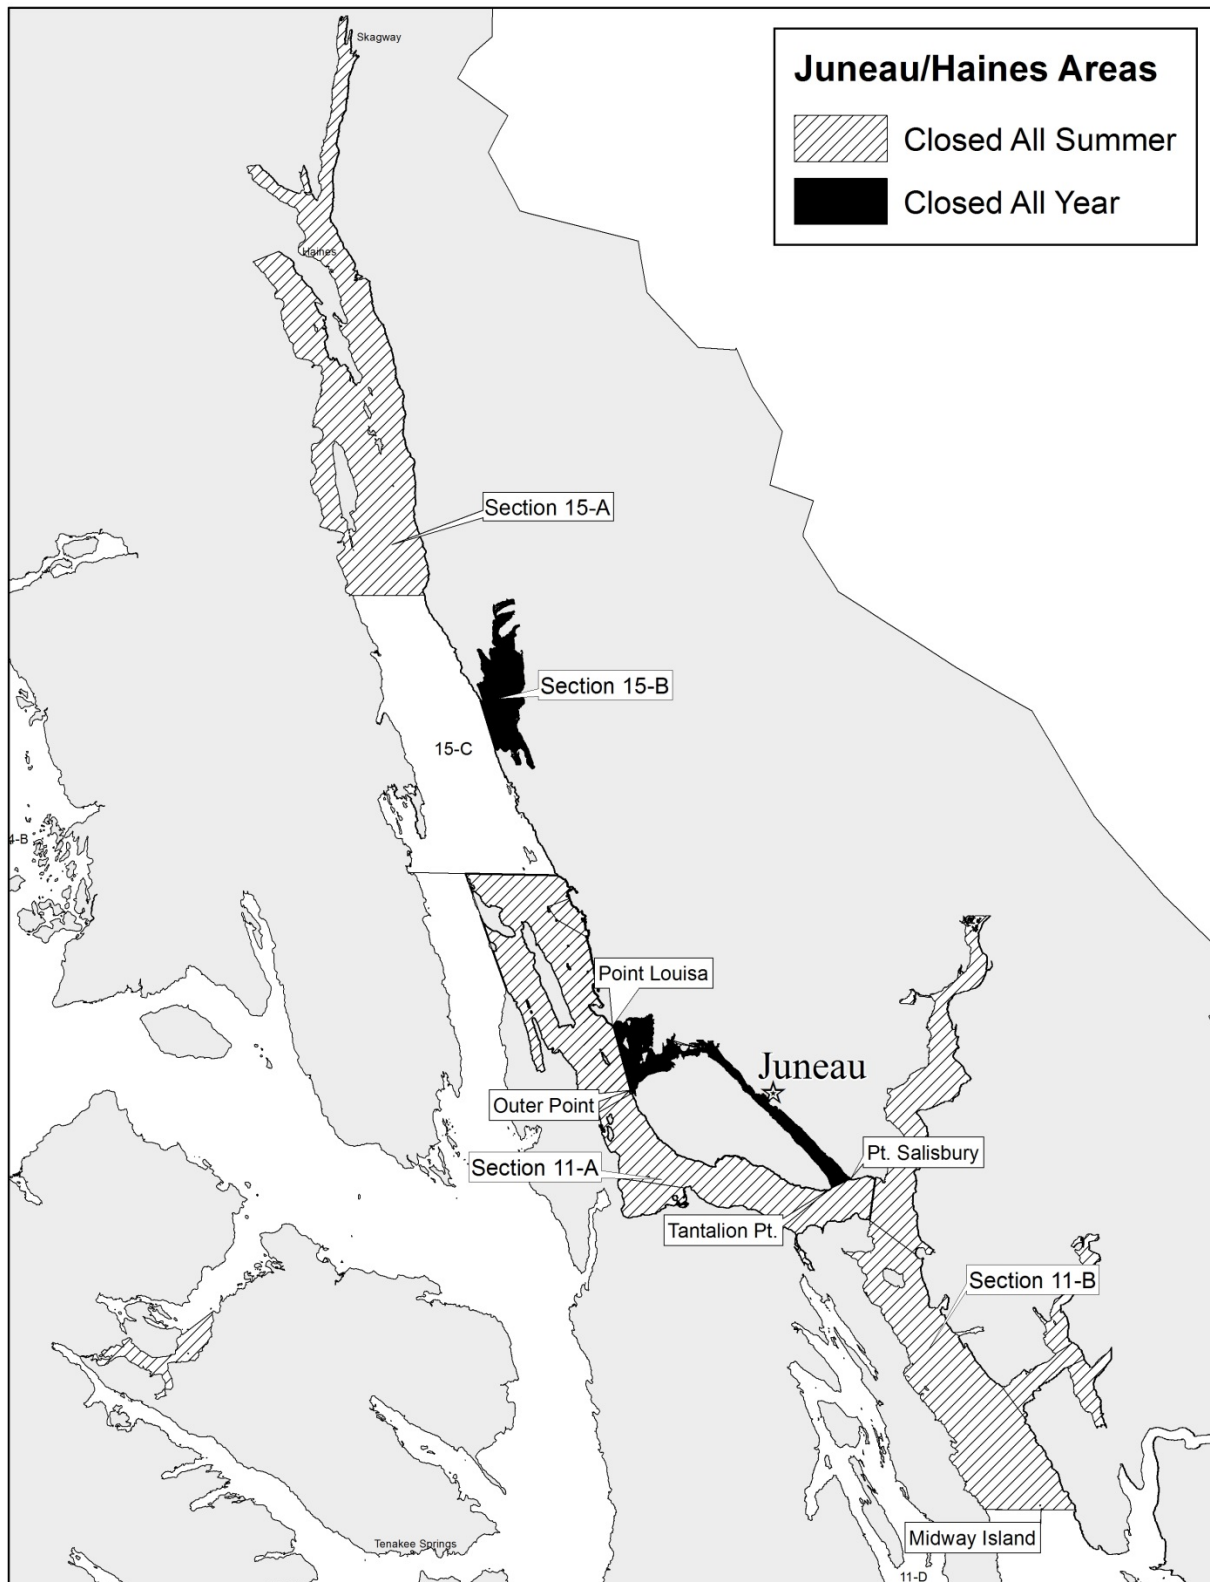 Skagway
Juneau/Haines Areas
Closed All Summer
Closed All Year
Haines
Section 15-A
Section 15-B
15-C
4-B
Point Louisa
Juneau
Outer Point
Pt. Salisbury
Section 11-A
Tantalion Pt.
Section 11-B
Midway Island
Tenakee Springs
11-D